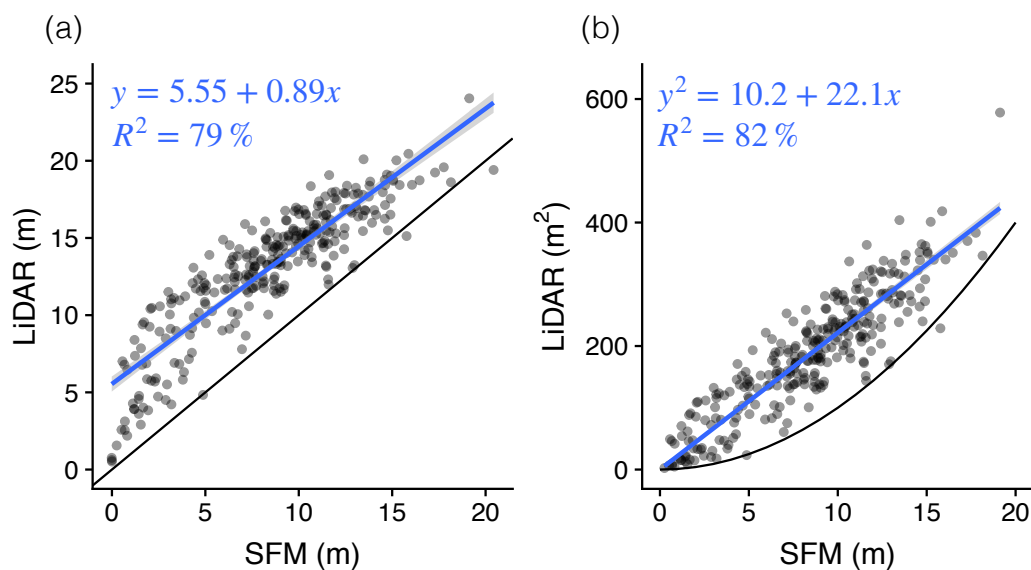 (a)
y = 5.55 + 0.89x
R² = 79 %
25
20
15
10
5
0
LiDAR (m)
0 5 10 15 20
SFM (m)
(b)
y² = 10.2 + 22.1x
R² = 82 %
600
400
200
0
LiDAR (m²)
0 5 10 15 20
SFM (m)